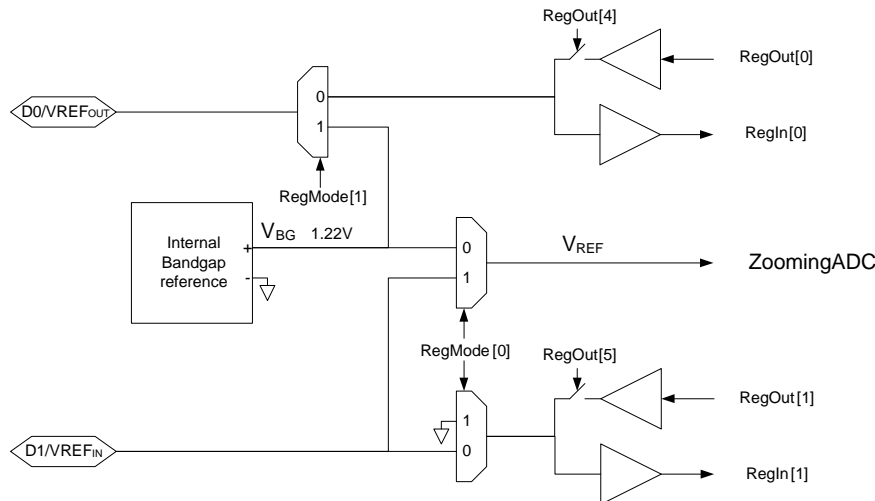 RegOut[4]
RegOut[0]
D0/VREFOUT
0
1
RegIn[0]
RegMode[1]
Internal
Bandgap
reference
+
-
VBG 1.22V
0
1
VREF
ZoomingADC
RegMode[0]
RegOut[5]
RegOut[1]
1
0
D1/VREFIN
RegIn[1]